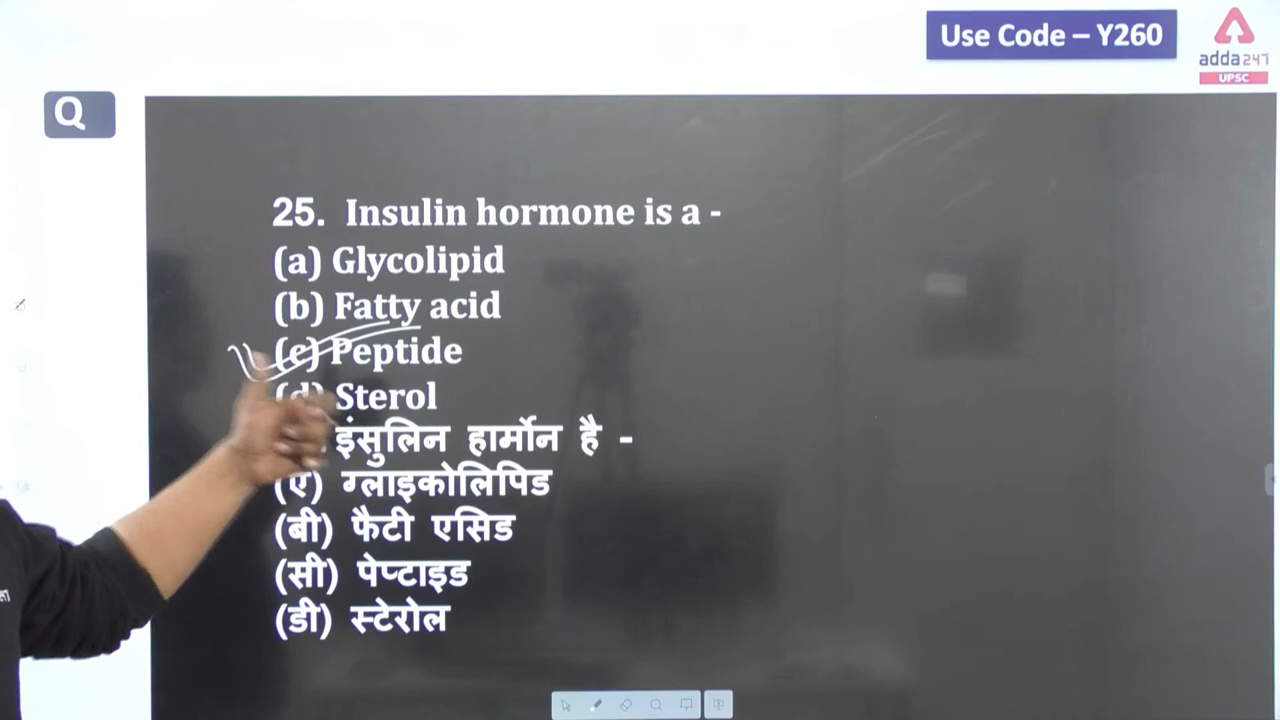 Use Code – Y260
adda247
UPSC
Q
25. Insulin hormone is a -
(a) Glycolipid
(b) Fatty acid
(c) Peptide
(d) Sterol
इंसुलिन हार्मोन है -
(ए) ग्लाइकोलिपिड
(बी) फैटी एसिड
(सी) पेप्टाइड
(डी) स्टेरोल